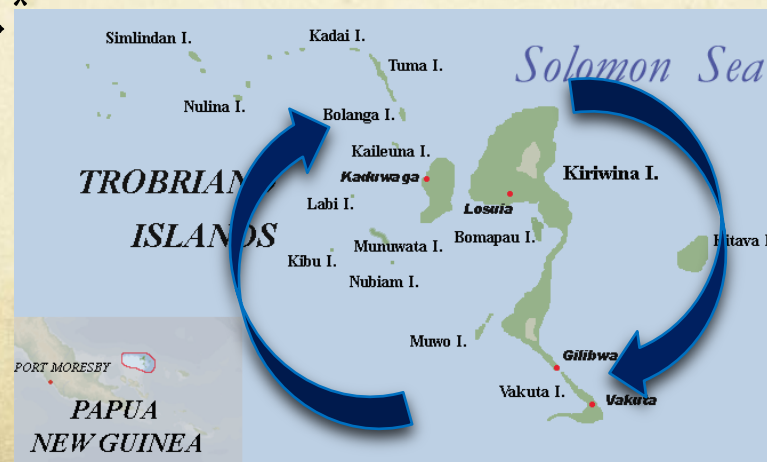 *
Simlindan I.
Kadai I.
Solomon Sea
Tuma I.
Nulina I.
Bolanga I.
Kaileuna I.
TROBRIAN
Kaduwaga
Kiriwina I.
Labi I.
Losuia
ISLANDS
Munuwata I.
Bomapau I.
Kibu I.
Nubiam I.
Muwo I.
Gilibwa
PORT MORESBY
Vakuta I.
Vakuta
PAPUA
NEW GUINEA